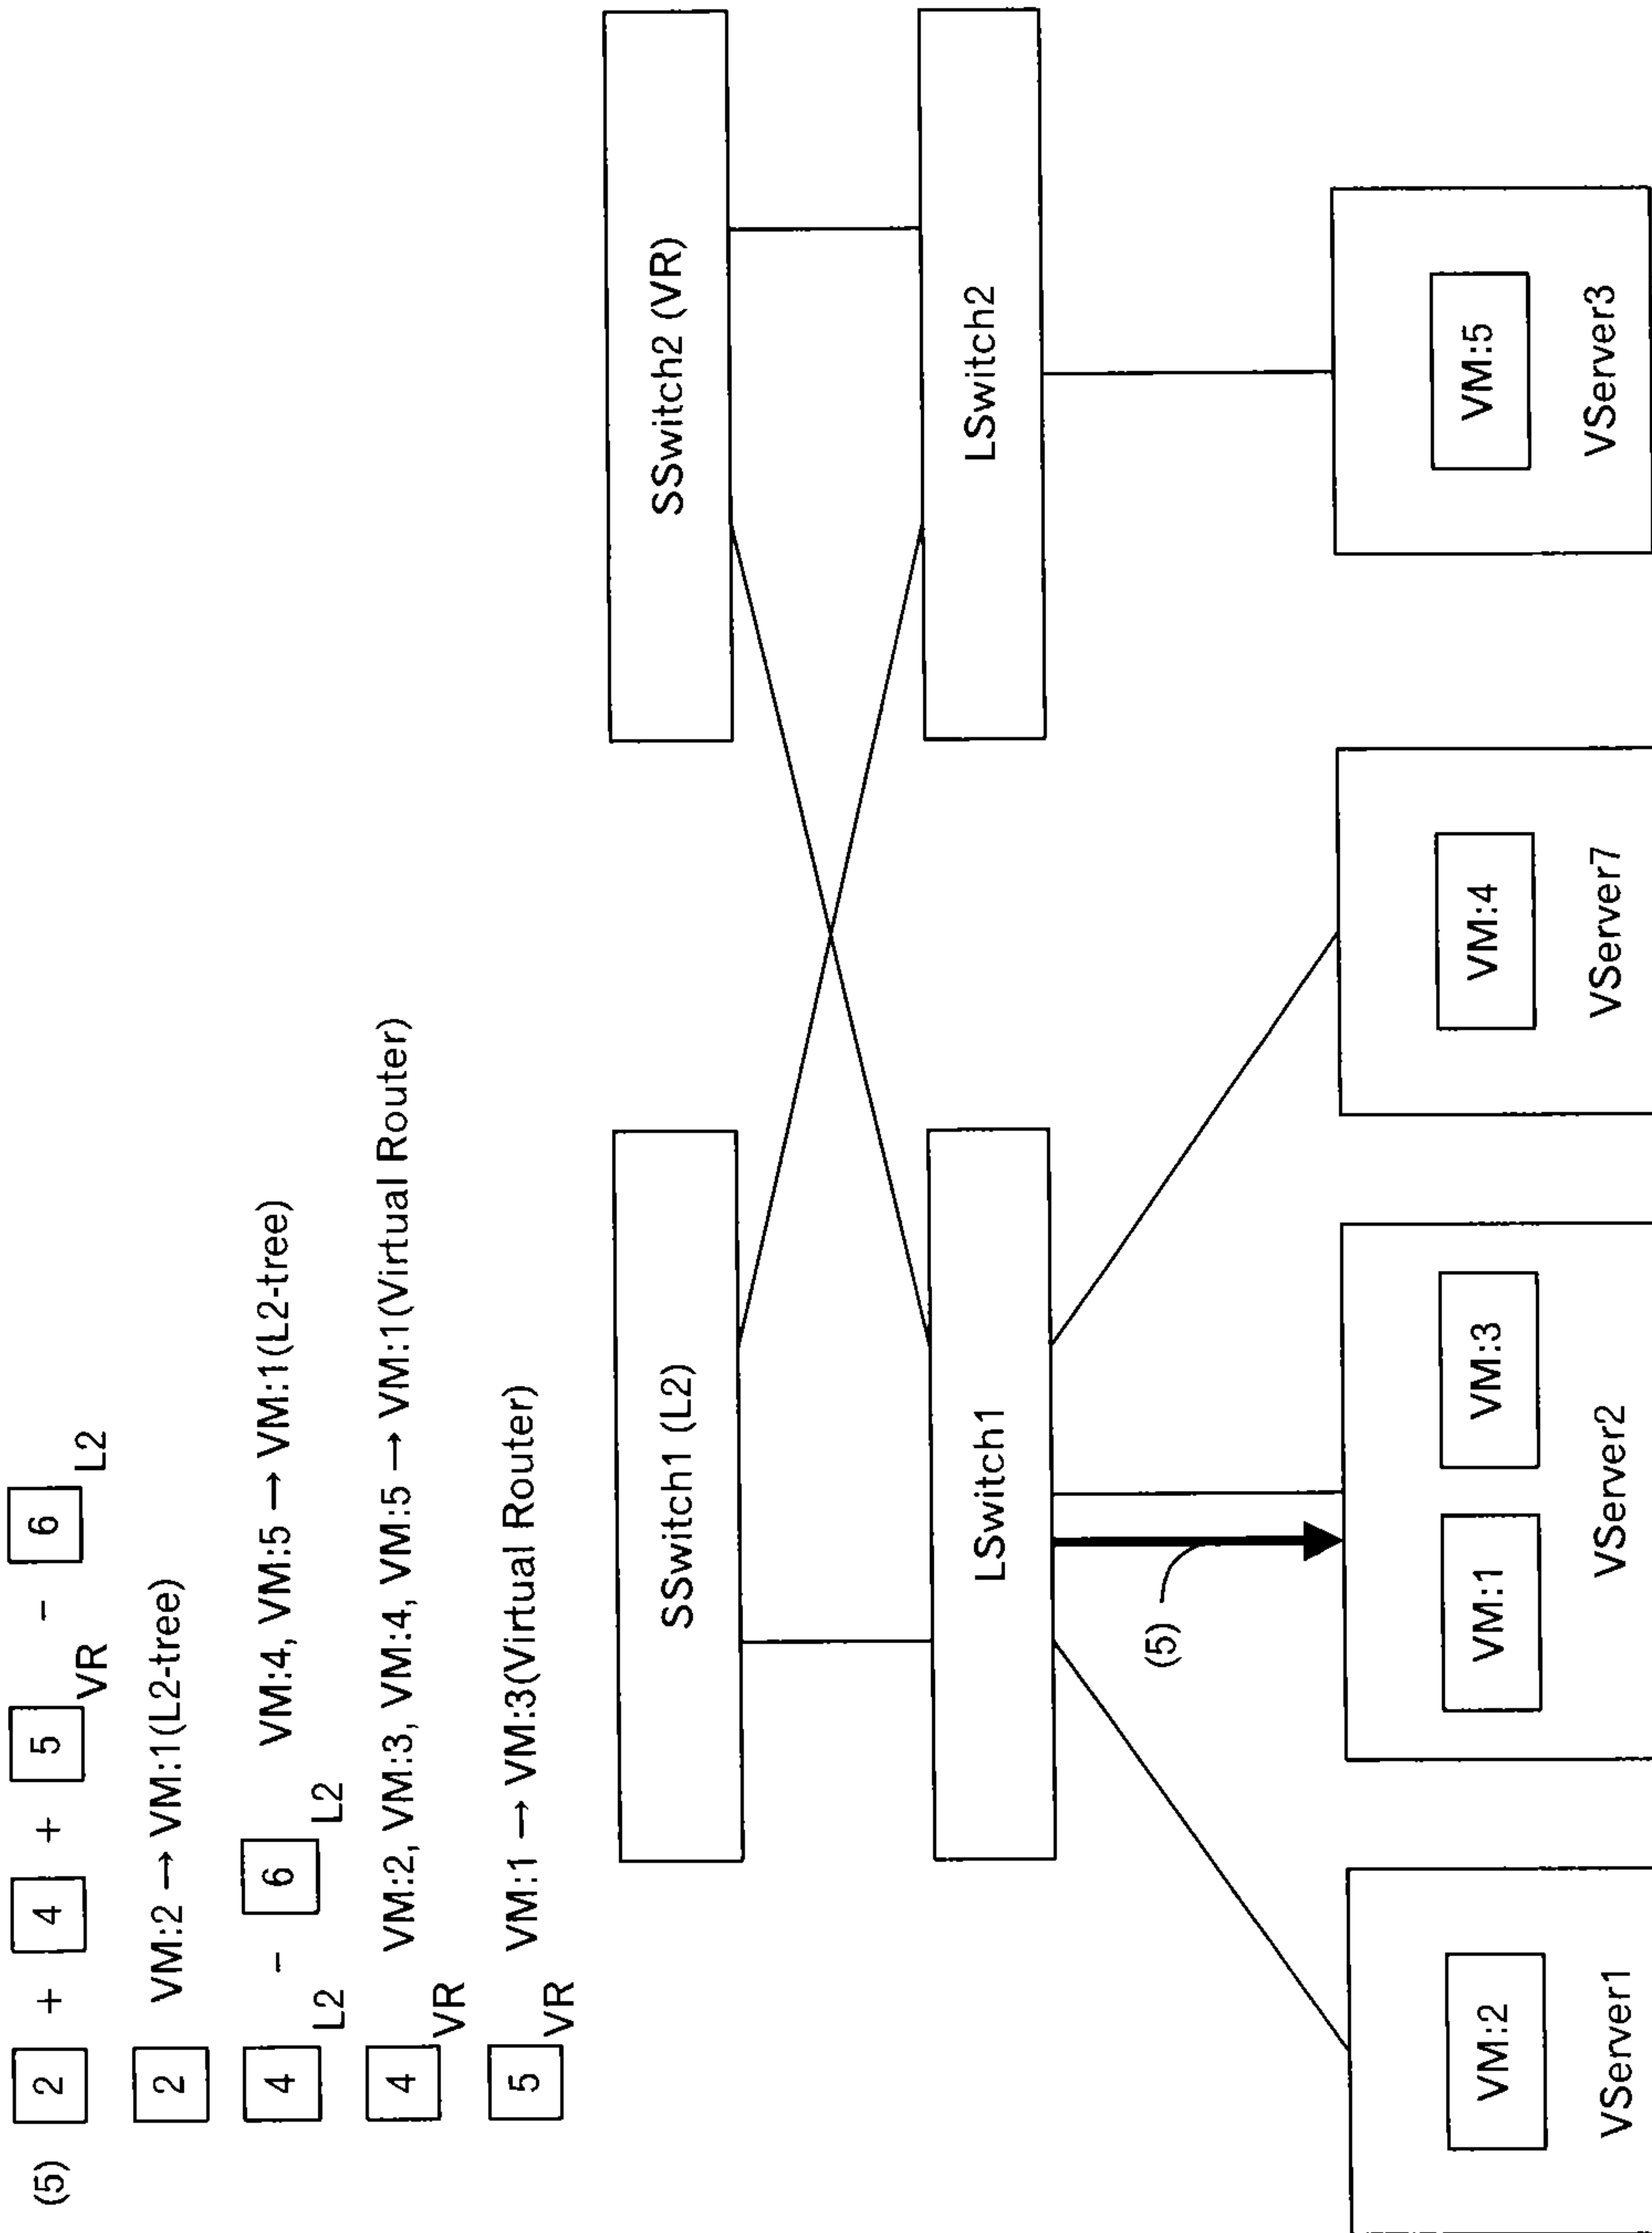 (5) 2 + 4 + 5 VR - 6 L2
2 VM:2 → VM:1(L2-tree)
4 L2 - 6 L2 VM:4, VM:5 → VM:1(L2-tree)
4 VR VM:2, VM:3, VM:4, VM:5 → VM:1(Virtual Router)
5 VR VM:1 → VM:3(Virtual Router)
SSwitch1 (L2)
SSwitch2 (VR)
LSwitch1
LSwitch2
(5)
VM:2
VM:1
VM:3
VM:4
VM:5
VServer1
VServer2
VServer7
VServer3